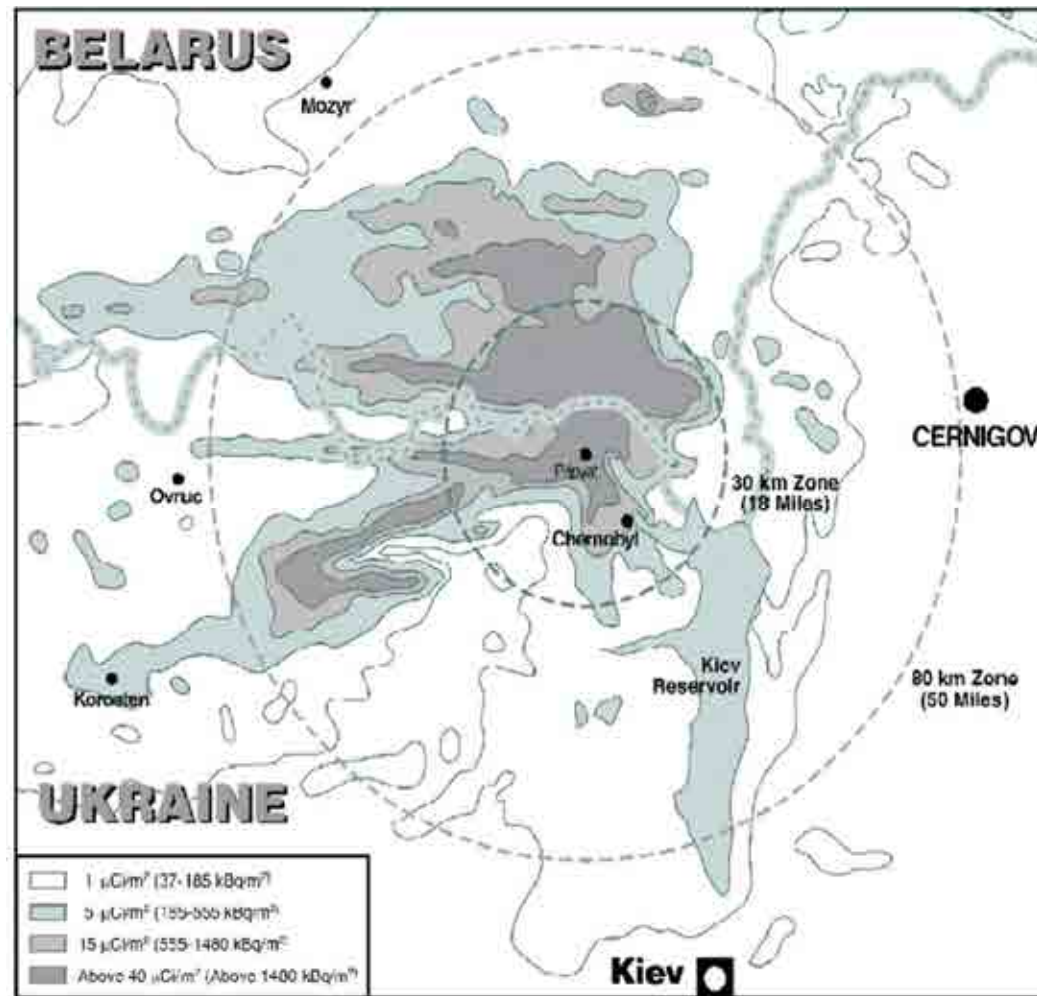 BELARUS
Mozyr'
CERNIGOV
Ovruc
30 km Zone
(18 Miles)
Chernobyl
Kiev
Reservoir
Korosten
80 km Zone
(50 Miles)
UKRAINE
1 μCi/m² (37-185 kBq/m²)
5 μCi/m² (185-555 kBq/m²)
15 μCi/m² (555-1480 kBq/m²)
Above 40 μCi/m² (Above 1480 kBq/m²)
Kiev